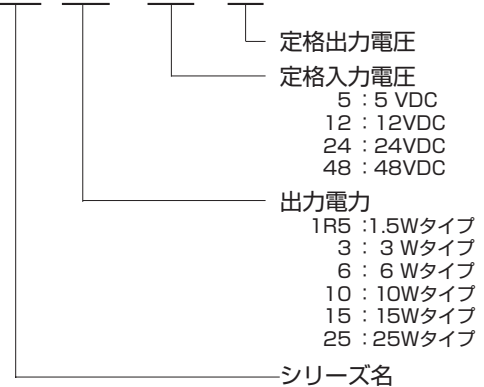 定格出力電圧
定格入力電圧
5 : 5 VDC
12 : 12VDC
24 : 24VDC
48 : 48VDC
出力電力
1R5 :1.5Wタイプ
3 : 3 Wタイプ
6 : 6 Wタイプ
10 : 10Wタイプ
15 : 15Wタイプ
25 : 25Wタイプ
シリーズ名